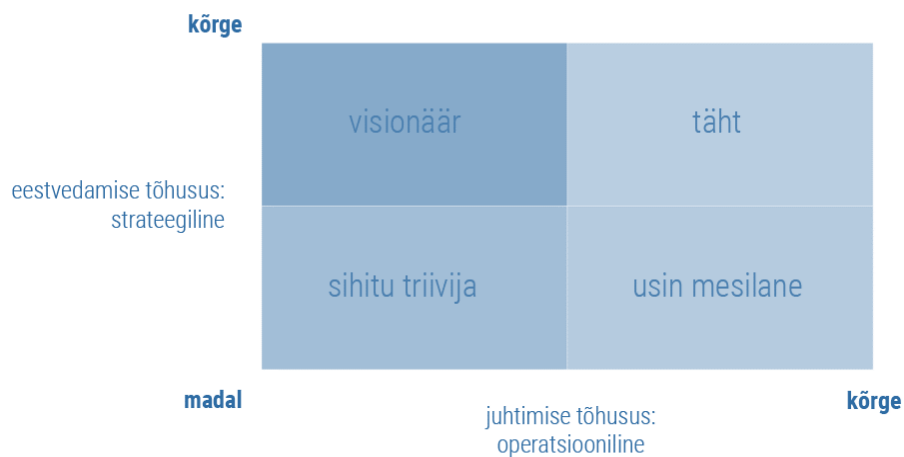 kõrge
visionäär
täht
eestvedamise tõhusus:
strateegiline
sihitu triivija
usin mesilane
madal
kõrge
juhtimise tõhusus:
operatsiooniline